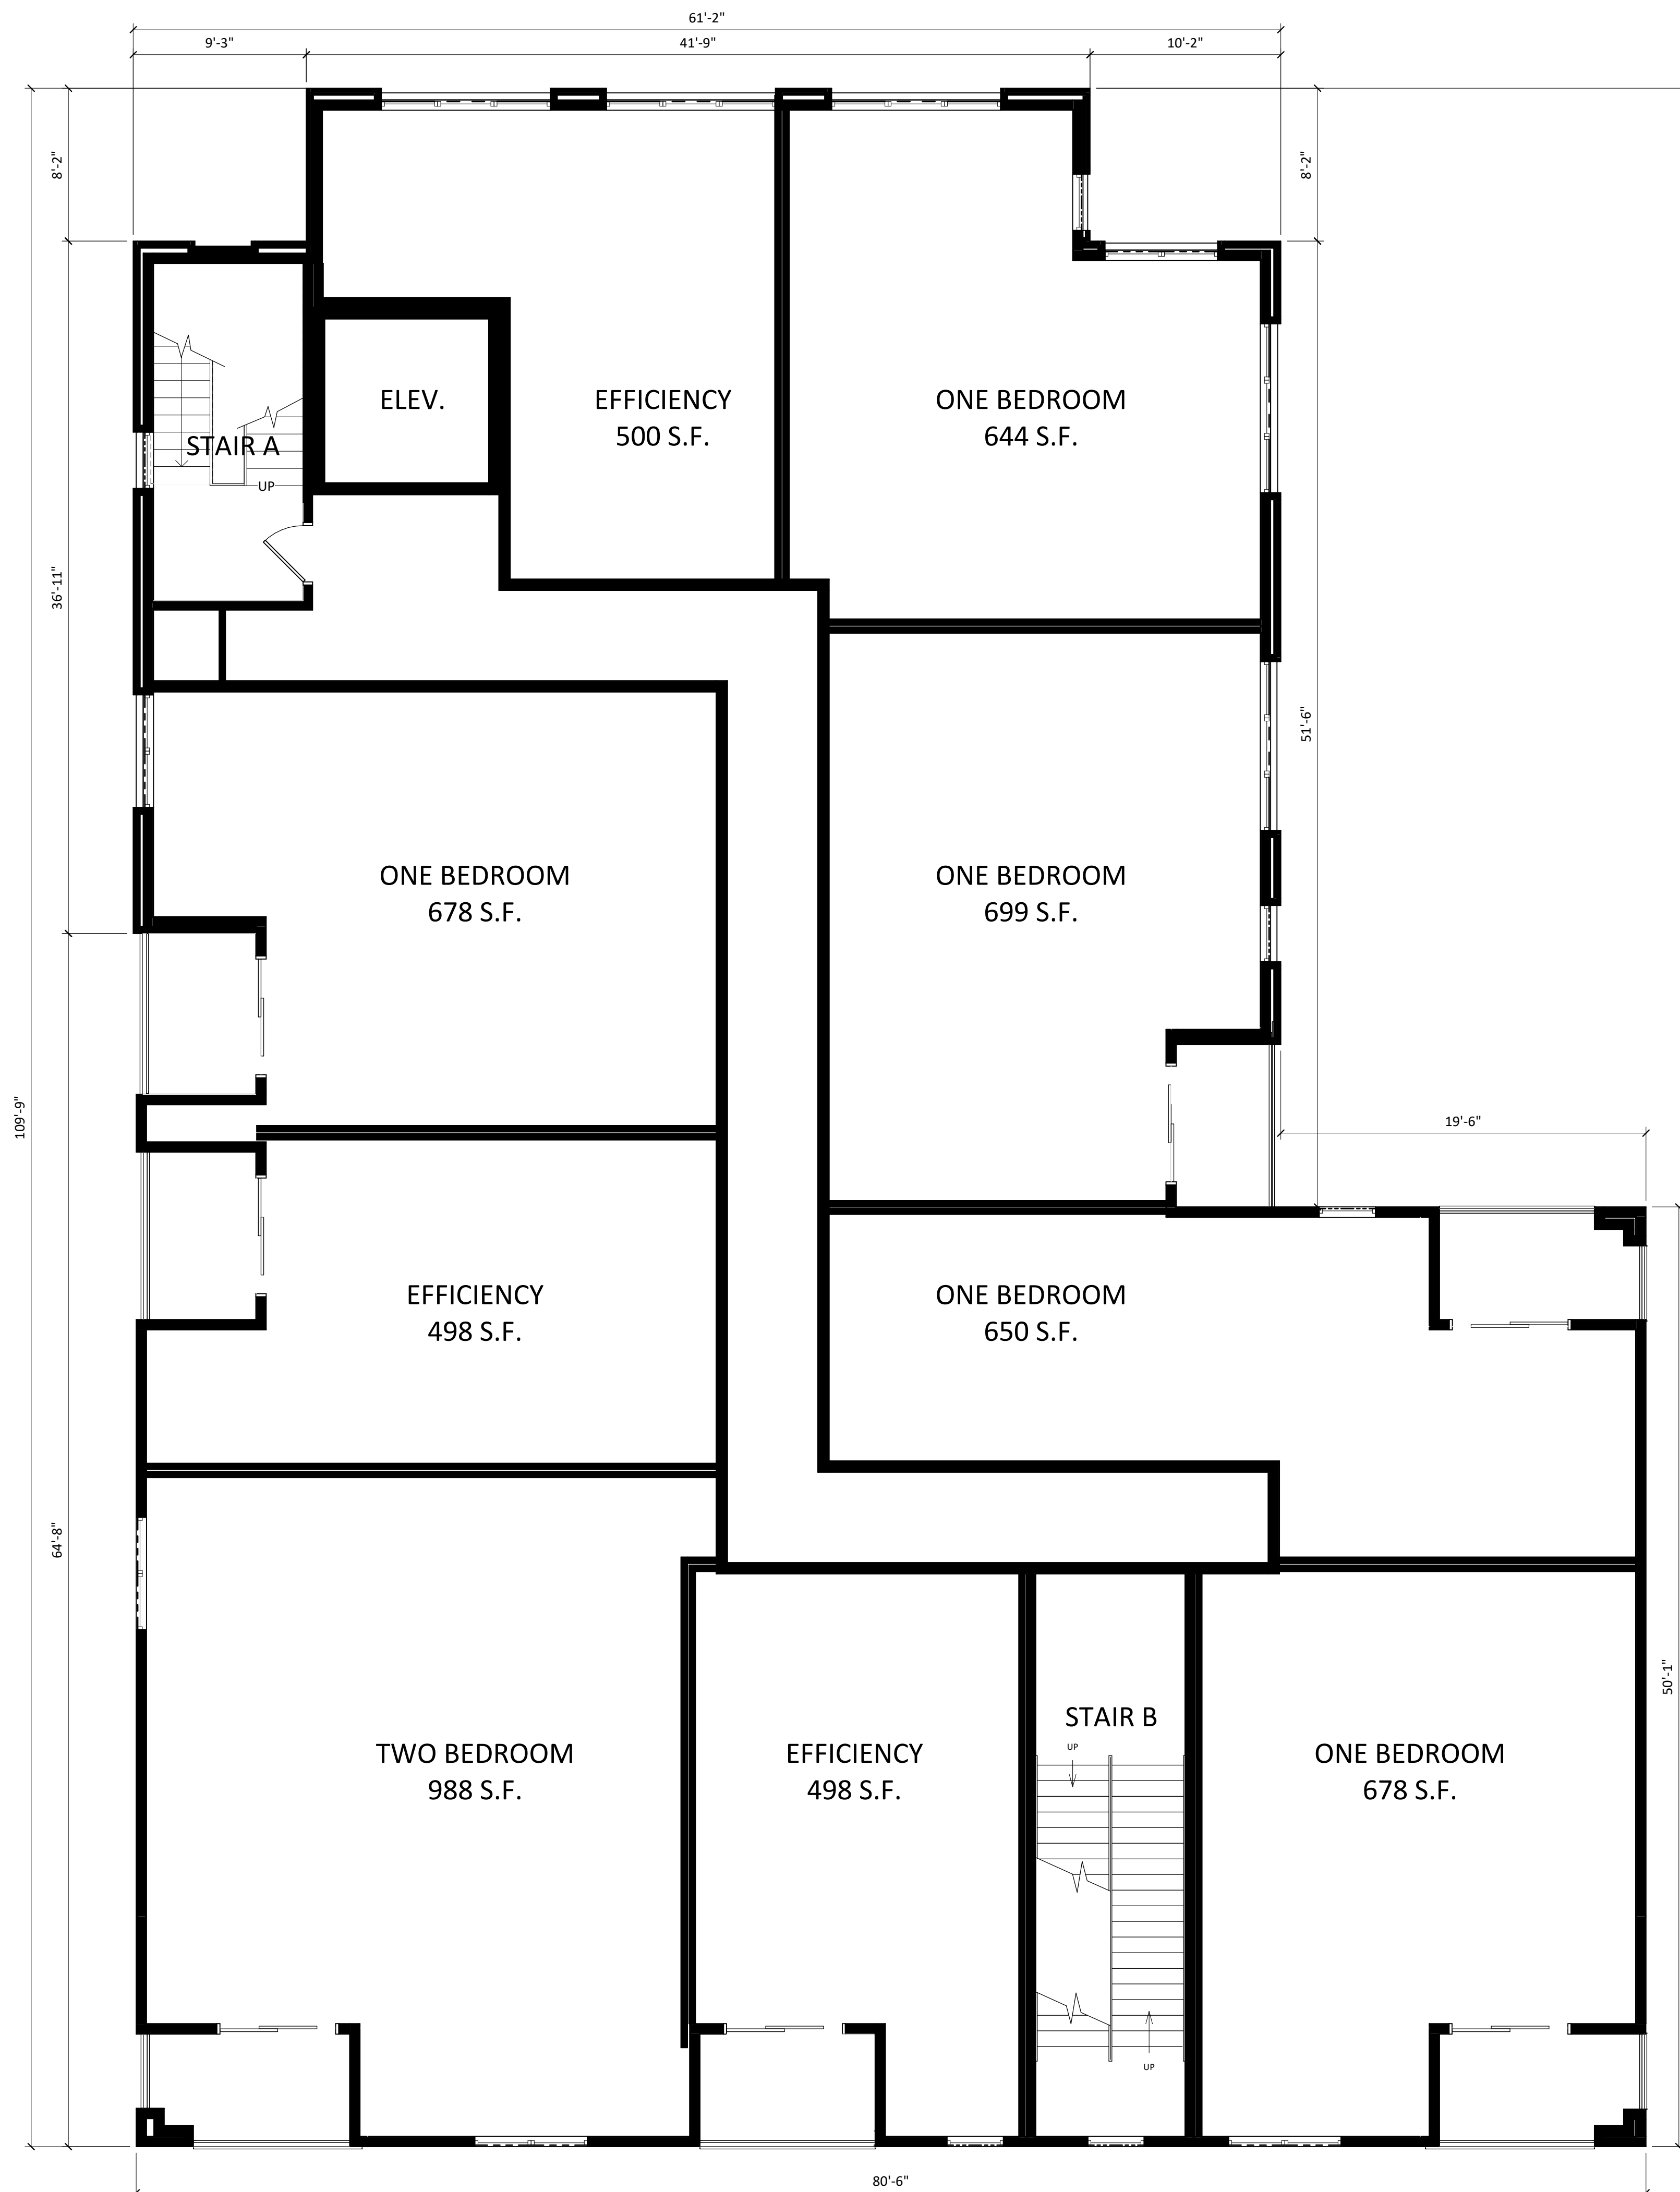 61'-2"
9'-3"
41'-9"
10'-2"
8'-2"
8'-2"
ELEV.
EFFICIENCY
500 S.F.
ONE BEDROOM
644 S.F.
STAIR A
UP
36'-11"
51'-6"
ONE BEDROOM
678 S.F.
ONE BEDROOM
699 S.F.
109'-9"
19'-6"
EFFICIENCY
498 S.F.
ONE BEDROOM
650 S.F.
64'-8"
50'-1"
STAIR B
UP
TWO BEDROOM
988 S.F.
EFFICIENCY
498 S.F.
ONE BEDROOM
678 S.F.
UP
80'-6"